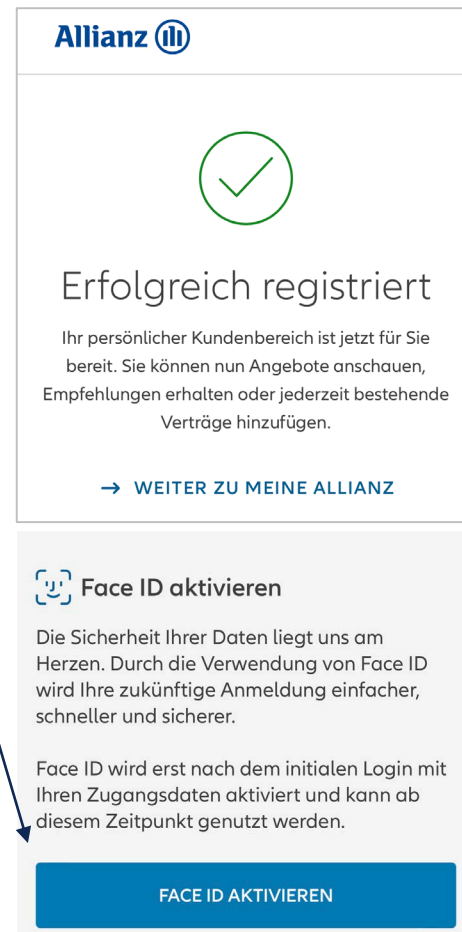 Allianz
Erfolgreich registriert
Ihr persönlicher Kundenbereich ist jetzt für Sie
bereit. Sie können nun Angebote anschauen,
Empfehlungen erhalten oder jederzeit bestehende
Verträge hinzufügen.
→ WEITER ZU MEINE ALLIANZ
Face ID aktivieren
Die Sicherheit Ihrer Daten liegt uns am
Herzen. Durch die Verwendung von Face ID
wird Ihre zukünftige Anmeldung einfacher,
schneller und sicherer.
Face ID wird erst nach dem initialen Login mit
Ihren Zugangsdaten aktiviert und kann ab
diesem Zeitpunkt genutzt werden.
FACE ID AKTIVIEREN